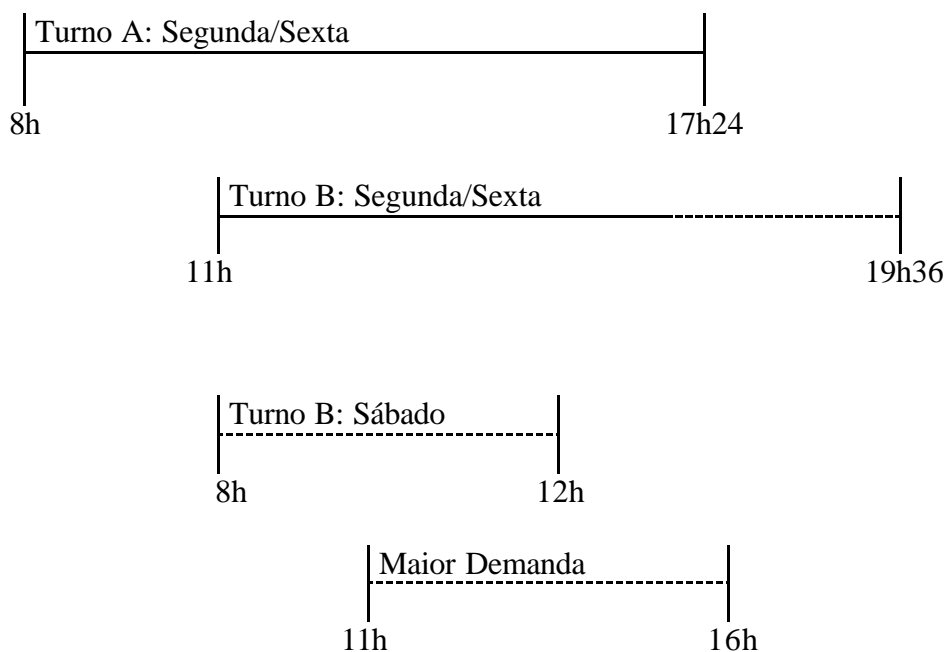 Turno A: Segunda/Sexta
8h 17h24
Turno B: Segunda/Sexta
11h 19h36
Turno B: Sábado
8h 12h
Maior Demanda
11h 16h